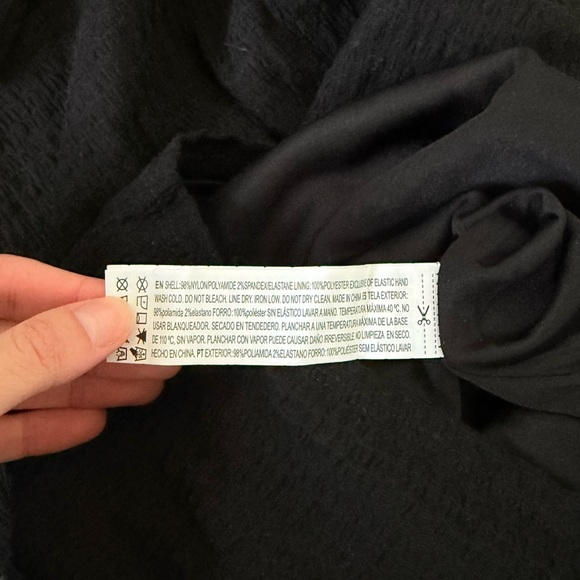 EN SHELL:98%NYLON/POLYAMIDE 2%SPANDEX/ELASTANE LINING: 100%POLYESTER EXCLUSIVE OF ELASTIC HAND
WASH COLD. DO NOT BLEACH. LINE DRY. IRON LOW. DO NOT DRY CLEAN. MADE IN CHINA ES TELA EXTERIOR:
98%poliamida 2%elastano FORRO: 100%poliéster SIN ELÁSTICO LAVAR A MANO. TEMPERATURA MÁXIMA 40 ºC. NO
USAR BLANQUEADOR. SECADO EN TENDEDERO. PLANCHAR A UNA TEMPERATURA MÁXIMA DE LA BASE
DE 110 ºC, SIN VAPOR. PLANCHAR CON VAPOR PUEDE CAUSAR DAÑO IRREVERSIBLE. NO LIMPIEZA EN SECO.
HECHO EN CHINA. PT EXTERIOR:98%POLIAMIDA 2%ELASTANO FORRO: 100%POLIÉSTER SEM ELÁSTICO LAVAR